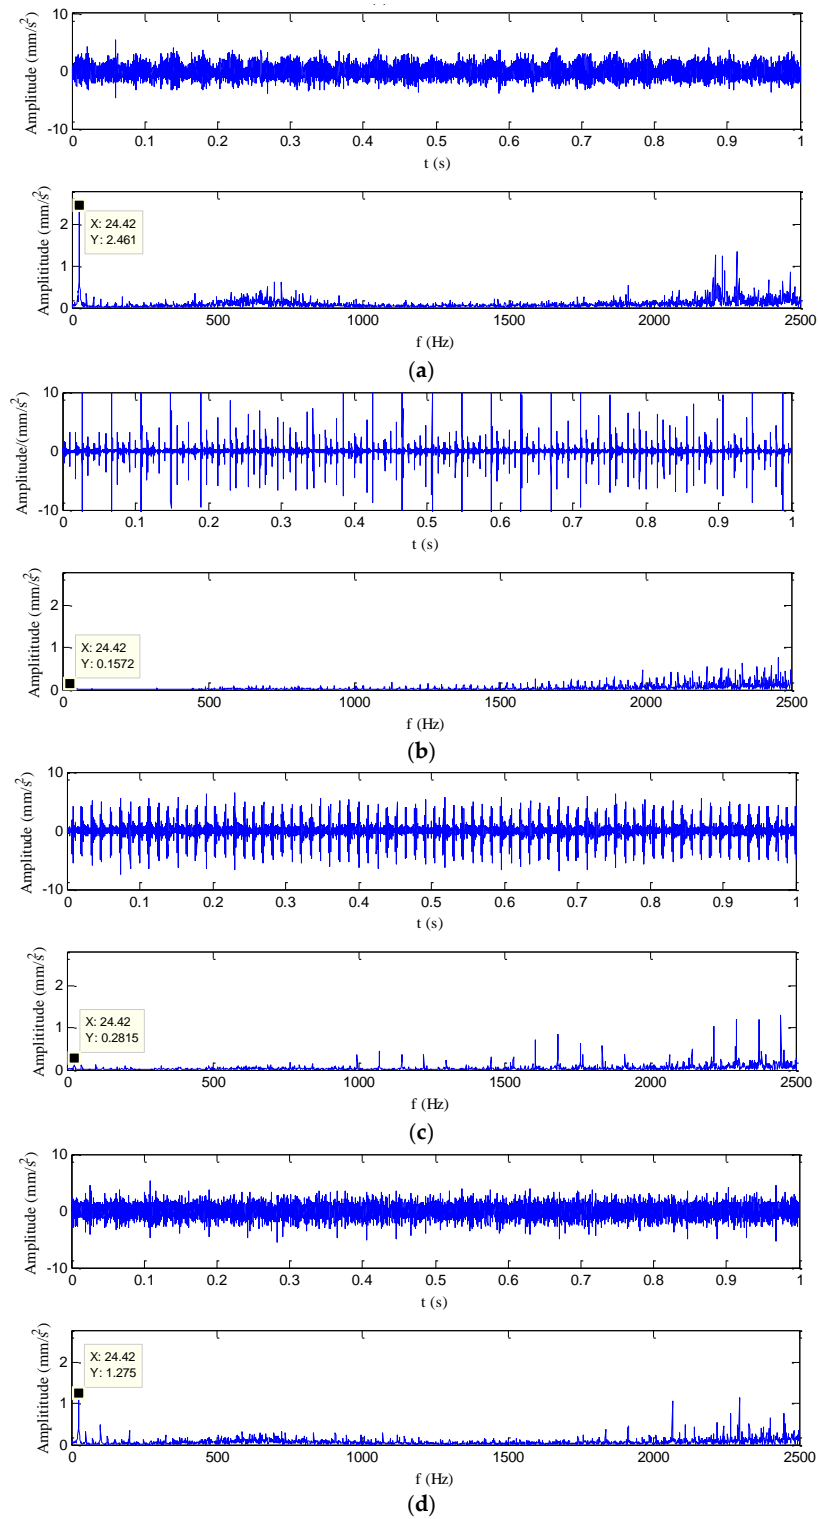 Amplitude (mm/s²)
10
0
-10
0 0.1 0.2 0.3 0.4 0.5 0.6 0.7 0.8 0.9 1
t (s)
Amplititude (mm/s²)
2
1
0
X: 24.42
Y: 2.461
0 500 1000 1500 2000 2500
f (Hz)
(a)
Amplitude/(mm/s²)
10
0
-10
0 0.1 0.2 0.3 0.4 0.5 0.6 0.7 0.8 0.9 1
t (s)
Amplititude (mm/s²)
2
1
0
X: 24.42
Y: 0.1572
0 500 1000 1500 2000 2500
f (Hz)
(b)
Amplitude (mm/s²)
10
0
-10
0 0.1 0.2 0.3 0.4 0.5 0.6 0.7 0.8 0.9 1
t (s)
Amplititude (mm/s²)
2
1
0
X: 24.42
Y: 0.2815
0 500 1000 1500 2000 2500
f (Hz)
(c)
Amplitude (mm/s²)
10
0
-10
0 0.1 0.2 0.3 0.4 0.5 0.6 0.7 0.8 0.9 1
t (s)
Amplititude (mm/s²)
2
1
0
X: 24.42
Y: 1.275
0 500 1000 1500 2000 2500
f (Hz)
(d)